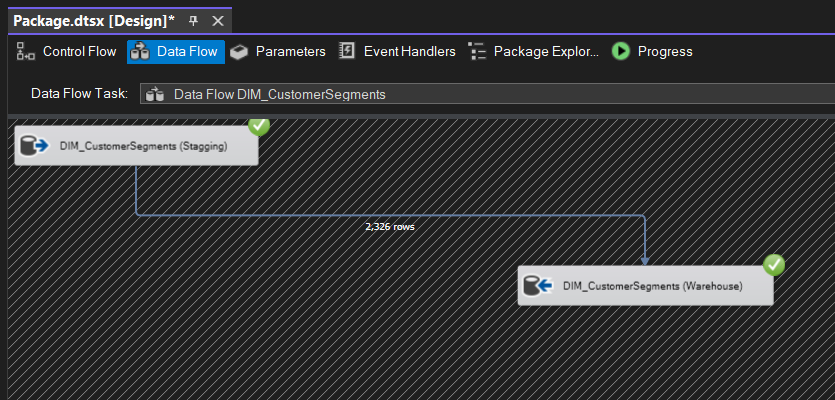 Package.dtsx [Design]*
Control Flow Data Flow Parameters Event Handlers Package Explor... Progress
Data Flow Task: Data Flow DIM_CustomerSegments
DIM_CustomerSegments (Stagging)
2,326 rows
DIM_CustomerSegments (Warehouse)